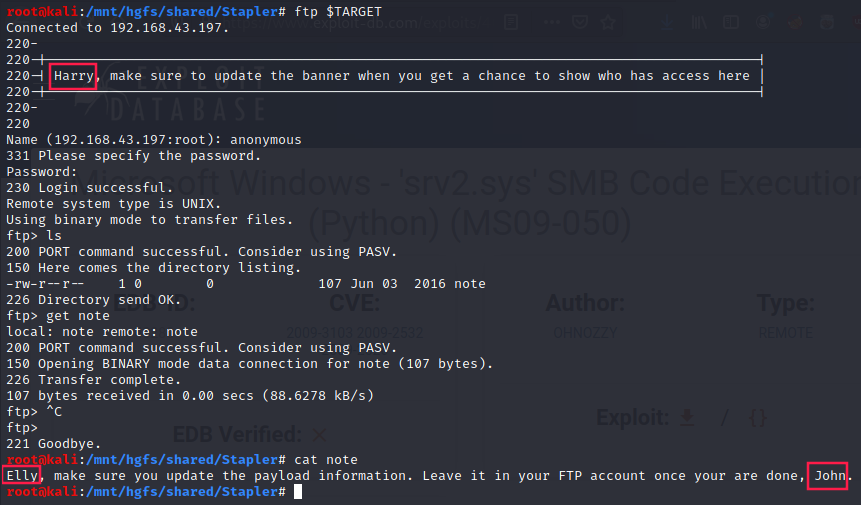 root@kali:/mnt/hgfs/shared/Stapler# ftp $TARGET
Connected to 192.168.43.197.
220-
220-|-----------------------------------------------------------------------------------------|
220-| Harry, make sure to update the banner when you get a chance to show who has access here |
220-|-----------------------------------------------------------------------------------------|
220-
220
Name (192.168.43.197:root): anonymous
331 Please specify the password.
Password:
230 Login successful.
Remote system type is UNIX.
Using binary mode to transfer files.
ftp> ls
200 PORT command successful. Consider using PASV.
150 Here comes the directory listing.
-rw-r--r--    1 0        0             107 Jun 03  2016 note
226 Directory send OK.
ftp> get note
local: note remote: note
200 PORT command successful. Consider using PASV.
150 Opening BINARY mode data connection for note (107 bytes).
226 Transfer complete.
107 bytes received in 0.00 secs (88.6278 kB/s)
ftp> ^C
ftp>
221 Goodbye.
root@kali:/mnt/hgfs/shared/Stapler# cat note
Elly, make sure you update the payload information. Leave it in your FTP account once your are done, John.
root@kali:/mnt/hgfs/shared/Stapler#
EXPLOIT
DATABASE
Microsoft Windows - 'srv2.sys' SMB Code Execution
(Python) (MS09-050)
EDB-ID:
CVE:
Author:
Type:
OHNOZZY
REMOTE
EDB Verified:
Exploit:
/ {}